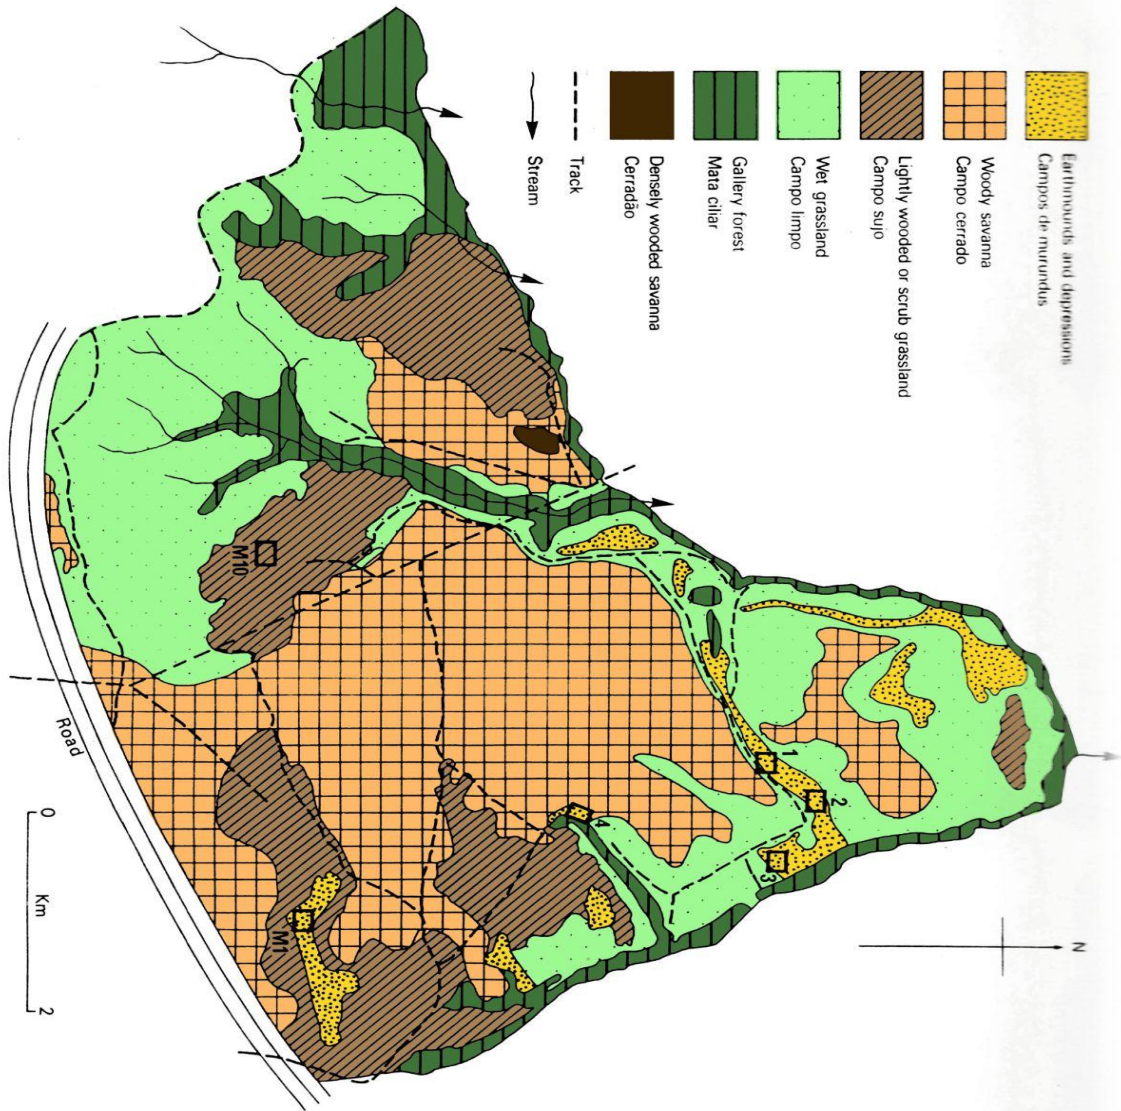 Earthmounds and depressions
Campos de murundus
Woody savanna
Campo cerrado
Lightly wooded or scrub grassland
Campo sujo
Wet grassland
Campo limpo
Gallery forest
Mata ciliar
Densely wooded savanna
Cerradão
Track
Stream
N
1
2
3
4
M10
M1
Road
0
Km
2